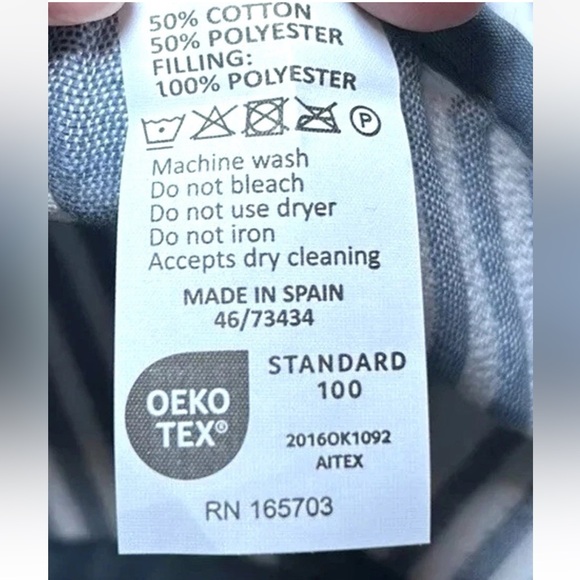 50% COTTON
50% POLYESTER
FILLING:
100% POLYESTER
P
Machine wash
Do not bleach
Do not use dryer
Do not iron
Accepts dry cleaning
MADE IN SPAIN
46/73434
OEKO
TEX®
STANDARD
100
2016OK1092
AITEX
RN 165703